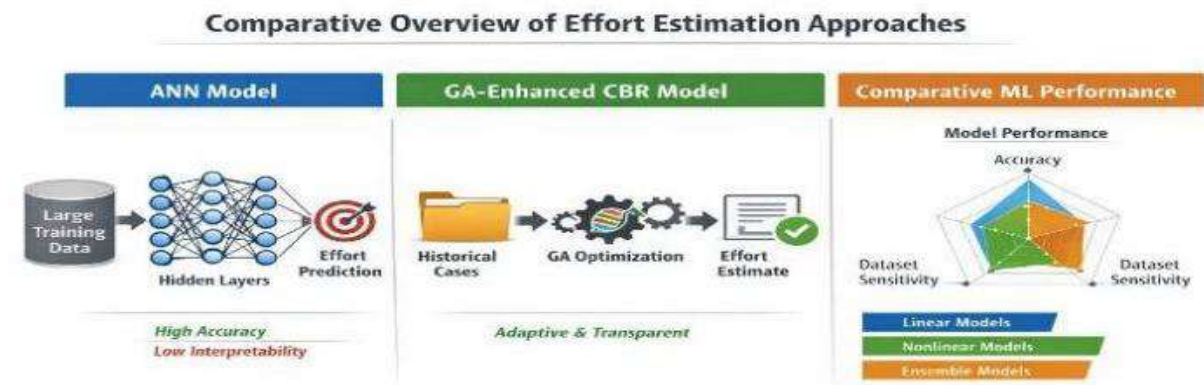 Comparative Overview of Effort Estimation Approaches
ANN Model
Large
Training
Data
Hidden Layers
Effort
Prediction
High Accuracy
Low Interpretability
GA-Enhanced CBR Model
Historical
Cases
GA Optimization
Effort
Estimate
Adaptive & Transparent
Comparative ML Performance
Model Performance
Accuracy
Dataset
Sensitivity
Dataset
Sensitivity
Linear Models
Nonlinear Models
Ensemble Models